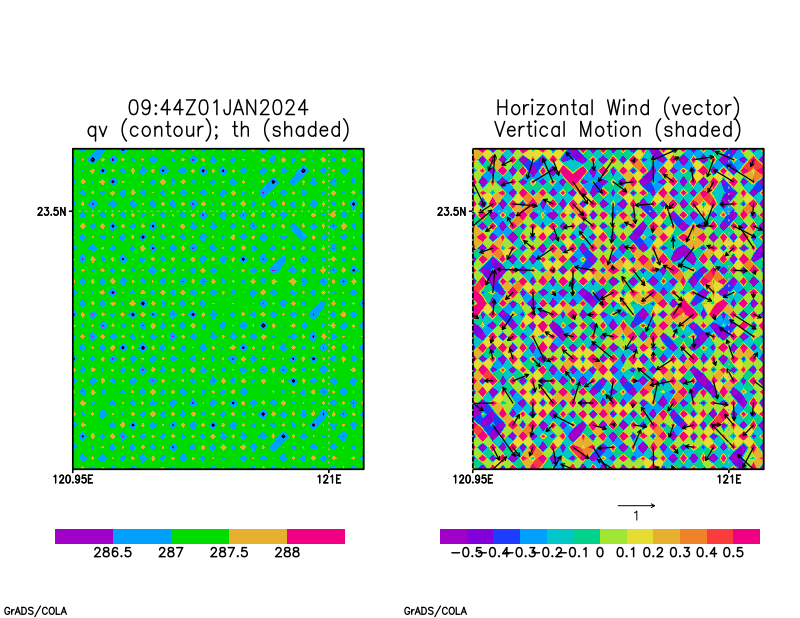 09:44Z01JAN2024
qv (contour); th (shaded)
23.5N
120.95E 121E
286.5 287 287.5 288
Horizontal Wind (vector)
Vertical Motion (shaded)
23.5N
120.95E 121E
1
-0.5 -0.4 -0.3 -0.2 -0.1 0 0.1 0.2 0.3 0.4 0.5
GrADS/COLA GrADS/COLA